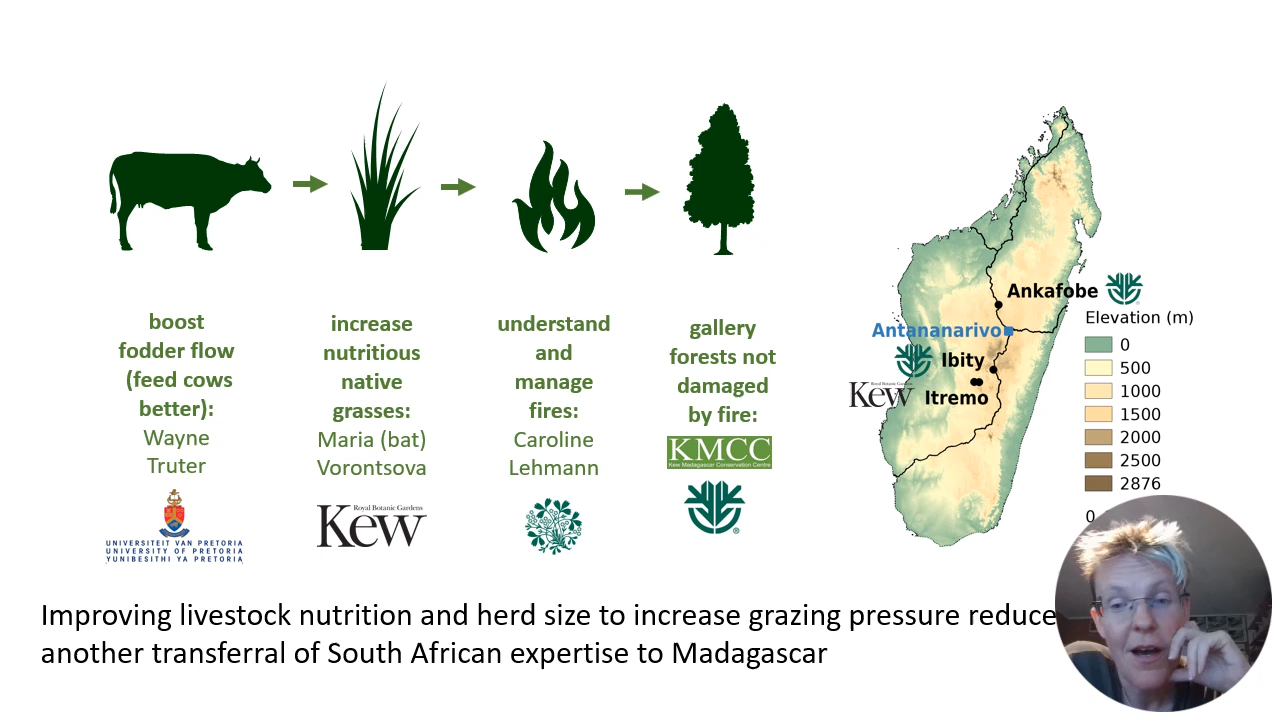 boost
fodder flow
(feed cows
better):
Wayne
Truter
UNIVERSITEIT VAN PRETORIA
UNIVERSITY OF PRETORIA
YUNIBESITHI YA PRETORIA
increase
nutritious
native
grasses:
Maria (bat)
Vorontsova
Royal Botanic Gardens
Kew
understand
and
manage
fires:
Caroline
Lehmann
gallery
forests not
damaged
by fire:
KMCC
Kew Madagascar Conservation Centre
Ankafobe
Antananarivo
Ibity
Royal Botanic Gardens
Kew
Itremo
Elevation (m)
0
500
1000
1500
2000
2500
2876
0
Improving livestock nutrition and herd size to increase grazing pressure reduce
another transferral of South African expertise to Madagascar